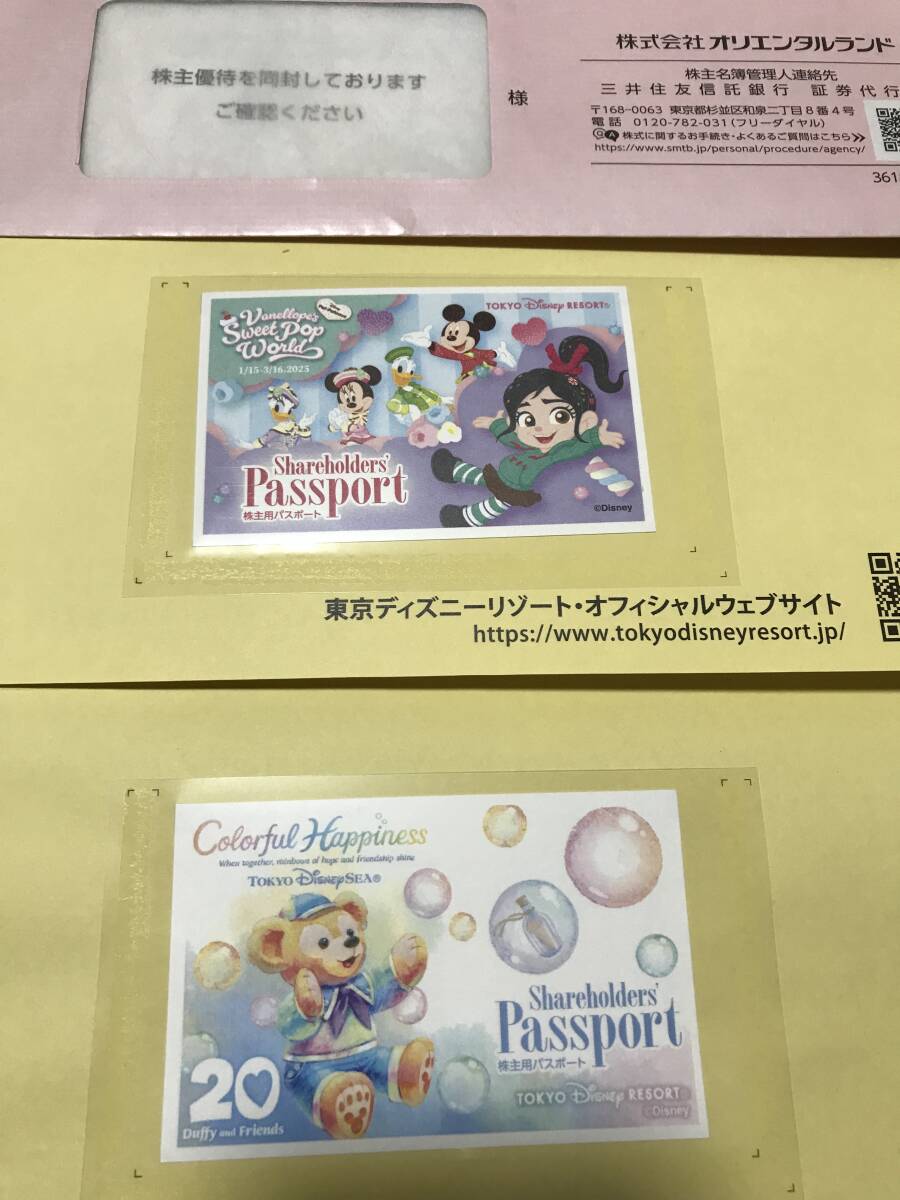 株主優待を同封しております
ご確認ください
様
株式会社 オリエンタルランド
株主名簿管理人連絡先
三井住友信託銀行 証券代行
〒168-0063 東京都杉並区和泉二丁目8番4号
電話 0120-782-031(フリーダイヤル)
Q A 株式に関するお手続き・よくあるご質問はこちら
https://www.smtb.jp/personal/procedure/agency/
361
Vanellope's
Sweet Pop
World
1/15-3/16.2025
TOKYO Disney RESORT®
Shareholders'
Passport
株主用パスポート
©Disney
東京ディズニーリゾート・オフィシャルウェブサイト
https://www.tokyodisneyresort.jp/
Colorful Happiness
When together, rainbows of hope and friendship shine
TOKYO DisneySEA®
Shareholders'
Passport
株主用パスポート
20
Duffy and Friends
TOKYO Disney RESORT®
©Disney